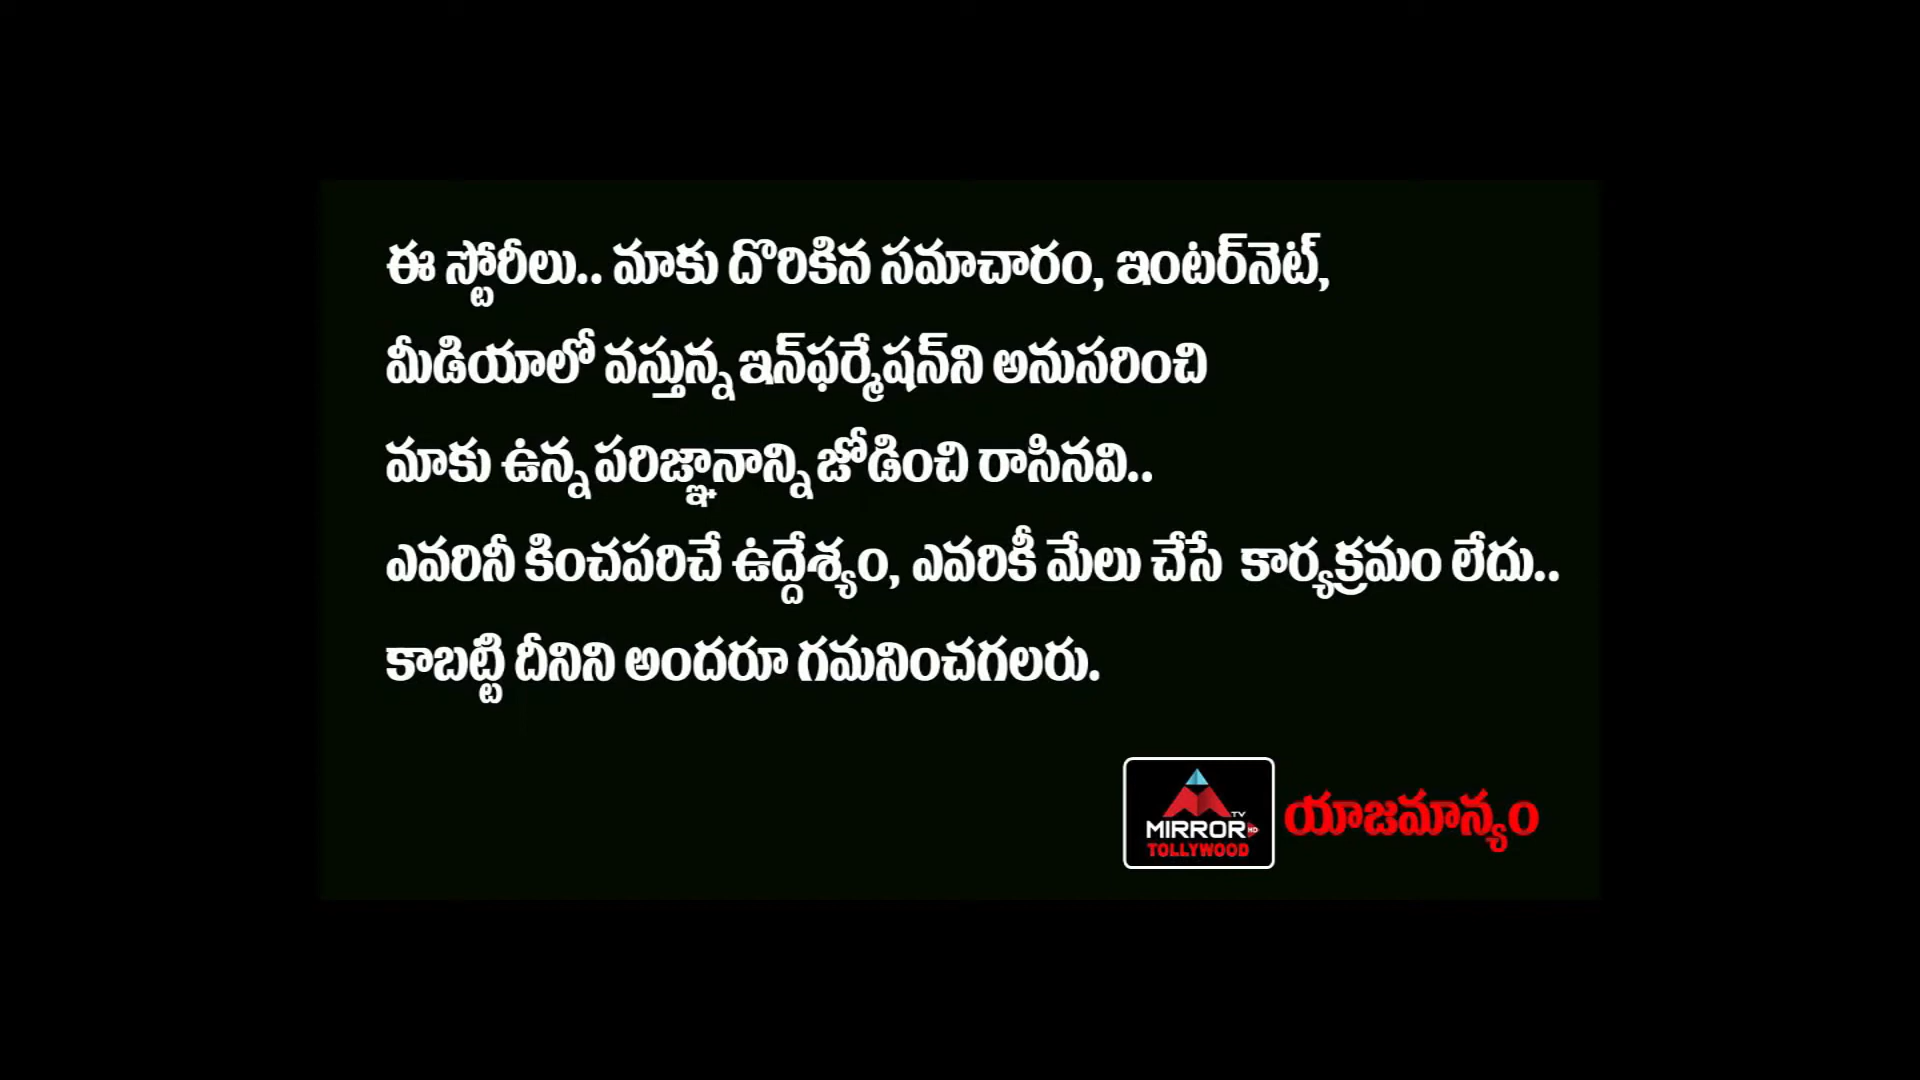 ఈ స్టోరీలు.. మాకు దొరికిన సమాచారం, ఇంటర్‌నెట్,
మీడియాలో వస్తున్న ఇన్‌ఫర్మేషన్‌ని అనుసరించి
మాకు ఉన్న పరిజ్ఞానాన్ని జోడించి రాసినవి..
ఎవరినీ కించపరిచే ఉద్దేశ్యం, ఎవరికీ మేలు చేసే కార్యక్రమం లేదు..
కాబట్టి దీనిని అందరూ గమనించగలరు.
TV
MIRROR HD
TOLLYWOOD
యాజమాన్యం